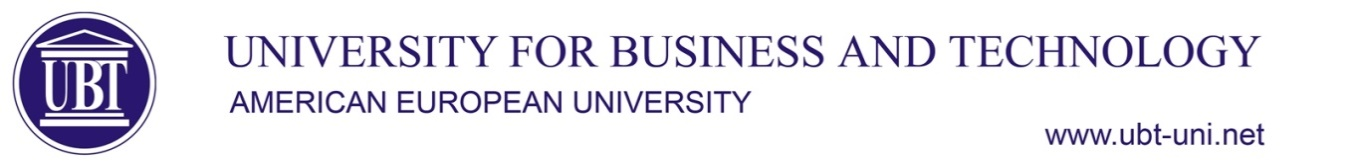 UBT
UNIVERSITY FOR BUSINESS AND TECHNOLOGY
AMERICAN EUROPEAN UNIVERSITY
www.ubt-uni.net